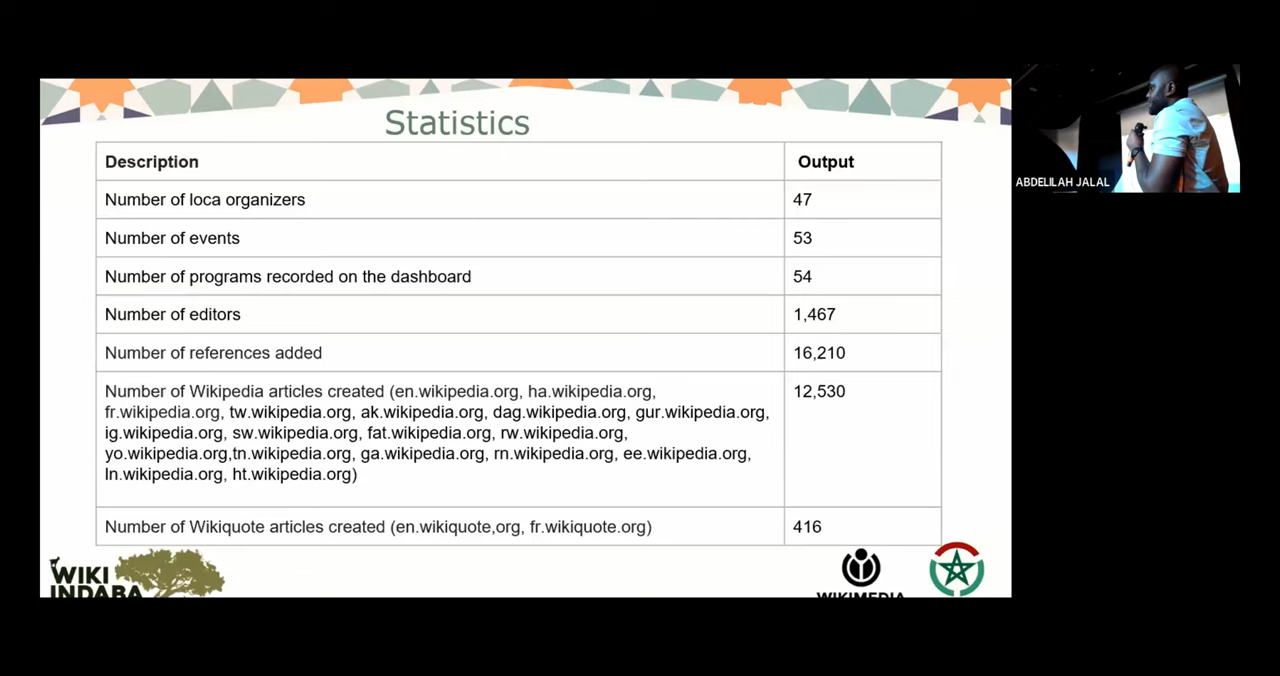 Statistics
Description Output
Number of loca organizers 47
Number of events 53
Number of programs recorded on the dashboard 54
Number of editors 1,467
Number of references added 16,210
Number of Wikipedia articles created (en.wikipedia.org, ha.wikipedia.org, 12,530
fr.wikipedia.org, tw.wikipedia.org, ak.wikipedia.org, dag.wikipedia.org, gur.wikipedia.org,
ig.wikipedia.org, sw.wikipedia.org, fat.wikipedia.org, rw.wikipedia.org,
yo.wikipedia.org,tn.wikipedia.org, ga.wikipedia.org, rn.wikipedia.org, ee.wikipedia.org,
ln.wikipedia.org, ht.wikipedia.org)
Number of Wikiquote articles created (en.wikiquote,org, fr.wikiquote.org) 416
WIKI
INDABA
WIKIMEDIA
ABDELILAH JALAL